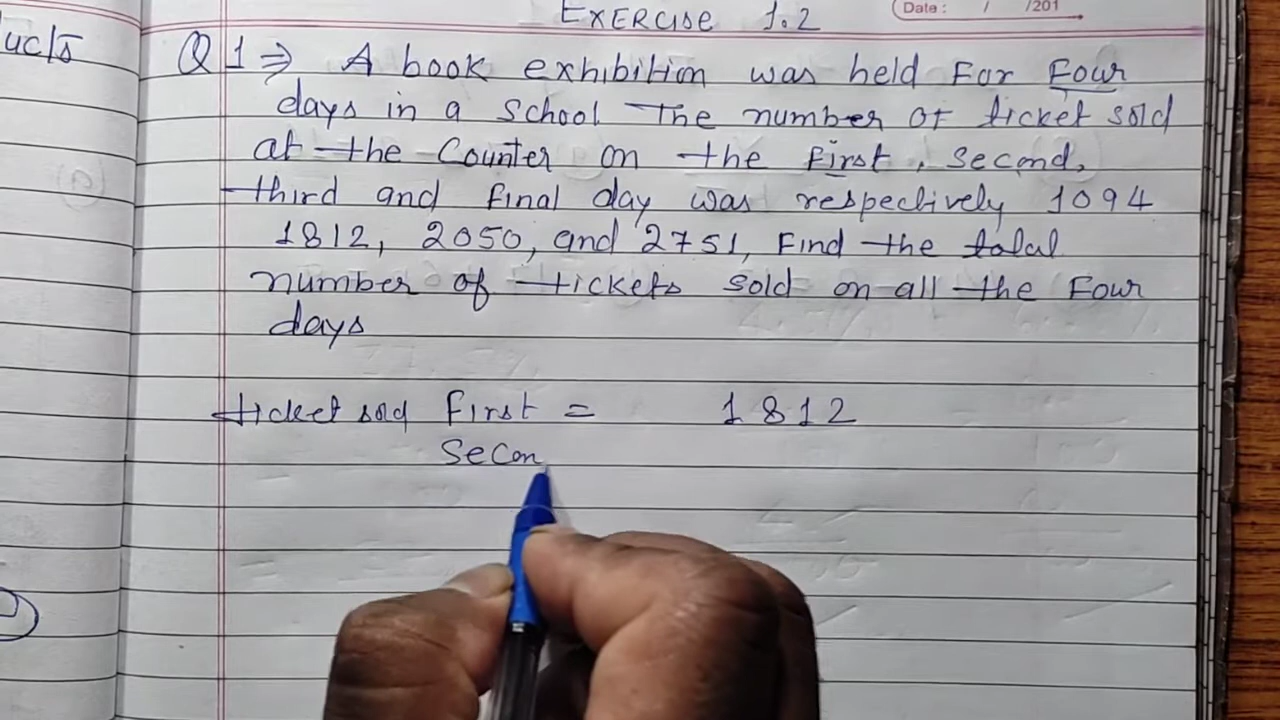 EXERCISE 1.2
Date: / /201
ucts
Q1⇒ A book exhibition was held For Four
days in a School The number of ticket sold
at the Counter on the first, Second,
third and final day was respectively 1094
1812, 2050, and 2751, Find the total
number of tickets sold on all the Four
days
ticket sold First = 1812
Secon